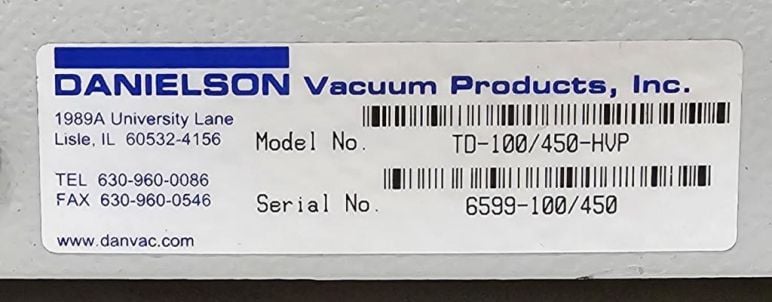 DANIELSON Vacuum Products, Inc.
1989A University Lane
Lisle, IL 60532-4156
TEL 630-960-0086
FAX 630-960-0546
www.danvac.com
Model No. TD-100/450-HVP
Serial No. 6599-100/450